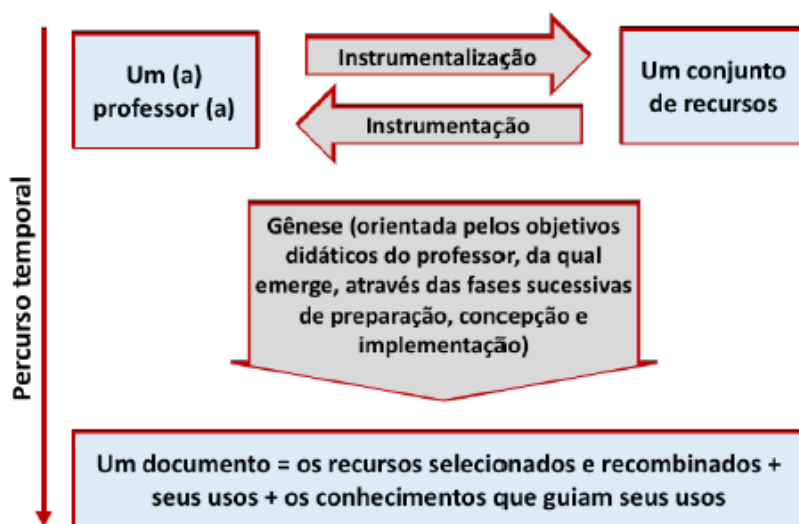 Um (a)
professor (a)
Instrumentalização
Instrumentação
Um conjunto
de recursos
Percurso temporal
Gênese (orientada pelos objetivos
didáticos do professor, da qual
emerge, através das fases sucessivas
de preparação, concepção e
implementação)
Um documento = os recursos selecionados e recombinados +
seus usos + os conhecimentos que guiam seus usos